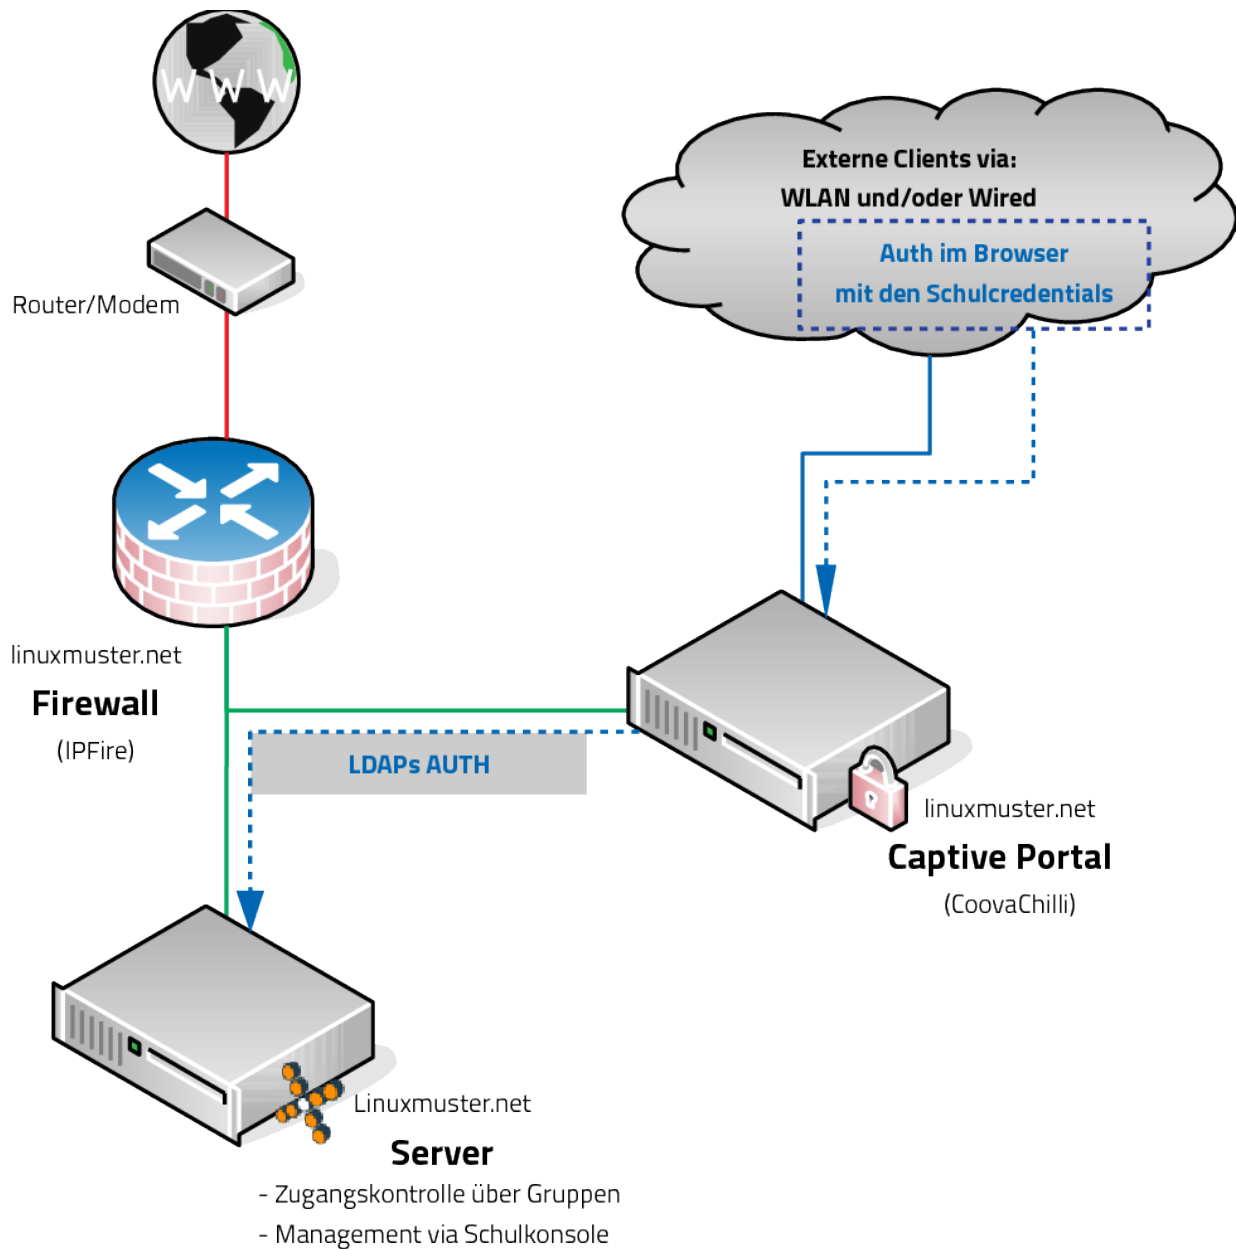 WWW
Externe Clients via:
WLAN und/oder Wired
Auth im Browser
mit den Schulcredentials
Router/Modem
linuxmuster.net
Firewall
(IPFire)
LDAPs AUTH
linuxmuster.net
Captive Portal
(CoovaChilli)
Linuxmuster.net
Server
- Zugangskontrolle über Gruppen
- Management via Schulkonsole